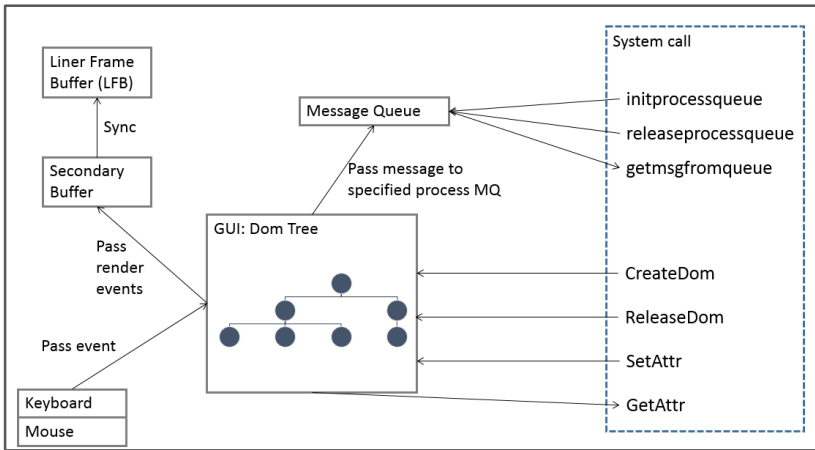 Liner Frame
Buffer (LFB)
Sync
Secondary
Buffer
Pass
render
events
Pass event
Keyboard
Mouse
Message Queue
Pass message to
specified process MQ
GUI: Dom Tree
System call
initprocessqueue
releaseprocessqueue
getmsgfromqueue
CreateDom
ReleaseDom
SetAttr
GetAttr